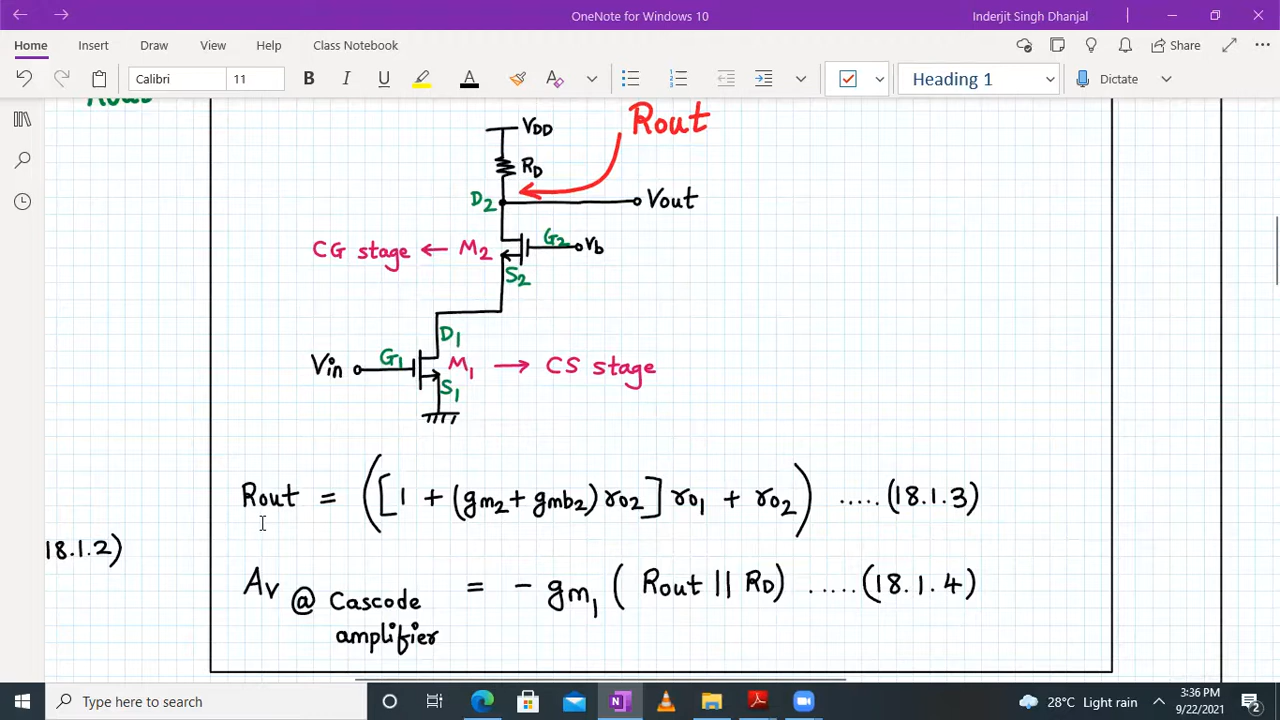 OneNote for Windows 10
Inderjit Singh Dhanjal
Home Insert Draw View Help Class Notebook Share
Calibri 11 B I U A Heading 1 Dictate
VDD
Rout
RD
D2
Vout
CG stage ← M2 G2 Vb
S2
D1
Vin G1 M1 → CS stage
S1
Rout = ([1 + (gm2 + gmb2) ro2] ro1 + ro2) ..... (18.1.3)
18.1.2)
Av @ Cascode amplifier = - gm1 ( Rout || RD) ..... (18.1.4)
Type here to search
28°C Light rain
3:36 PM
9/22/2021
2